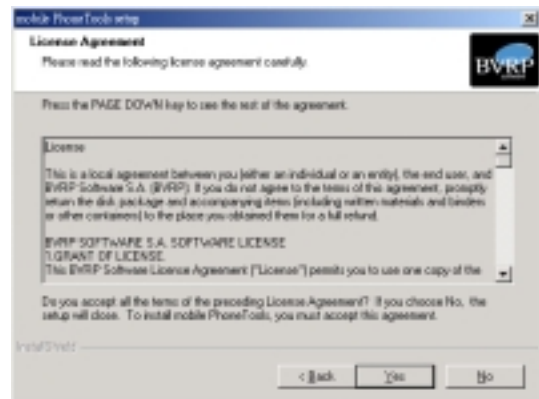 mobile PhoneTools setup
License Agreement
Please read the following license agreement carefully.
BVRP
Press the PAGE DOWN key to see the rest of the agreement.
License
This is a local agreement between you (either an individual or an entity), the end user, and
BVRP Software S.A. (BVRP). If you do not agree to the terms of this agreement, promptly
return the disk package and accompanying items (including written materials and binders
or other containers) to the place you obtained them for a full refund.
BVRP SOFTWARE S.A. SOFTWARE LICENSE
1.GRANT OF LICENSE.
This BVRP Software License Agreement ("License") permits you to use one copy of the
Do you accept all the terms of the preceding License Agreement? If you choose No, the
setup will close. To install mobile PhoneTools, you must accept this agreement.
InstallShield
< Back
Yes
No